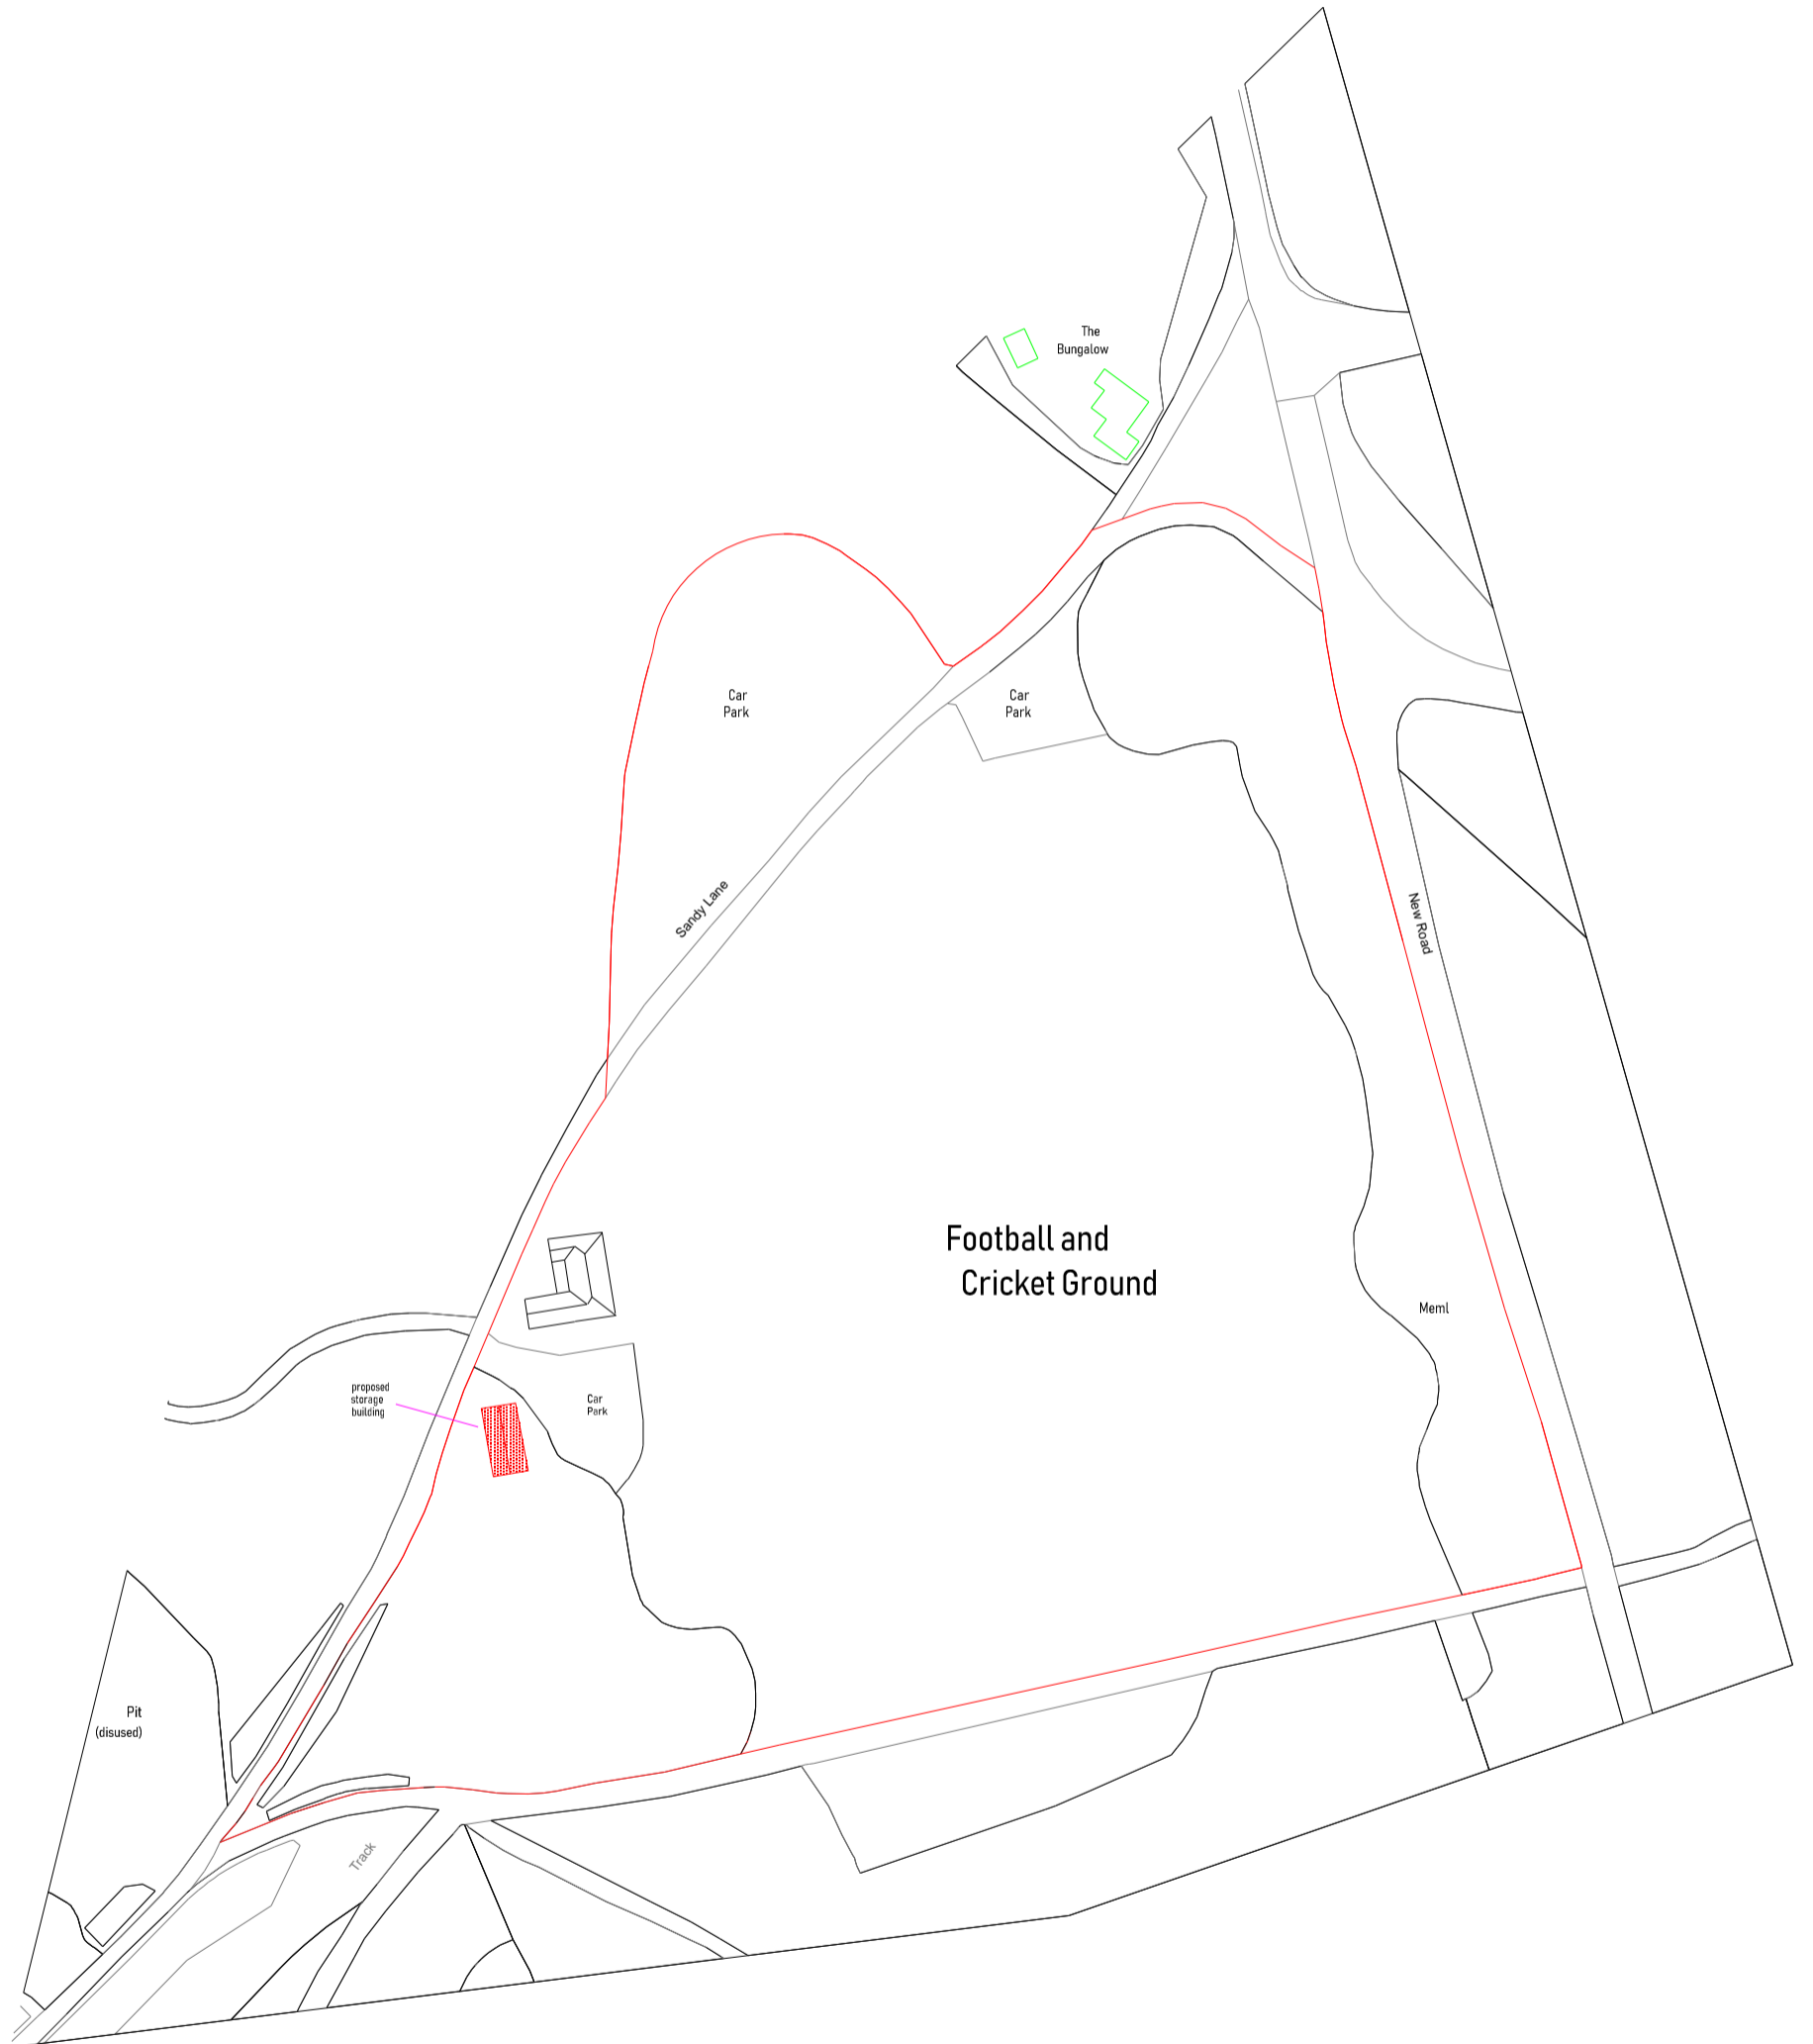 The
Bungalow
Car
Park
Car
Park
Sandy Lane
New Road
Football and
Cricket Ground
Meml
proposed
storage
building
Car
Park
Pit
(disused)
Track